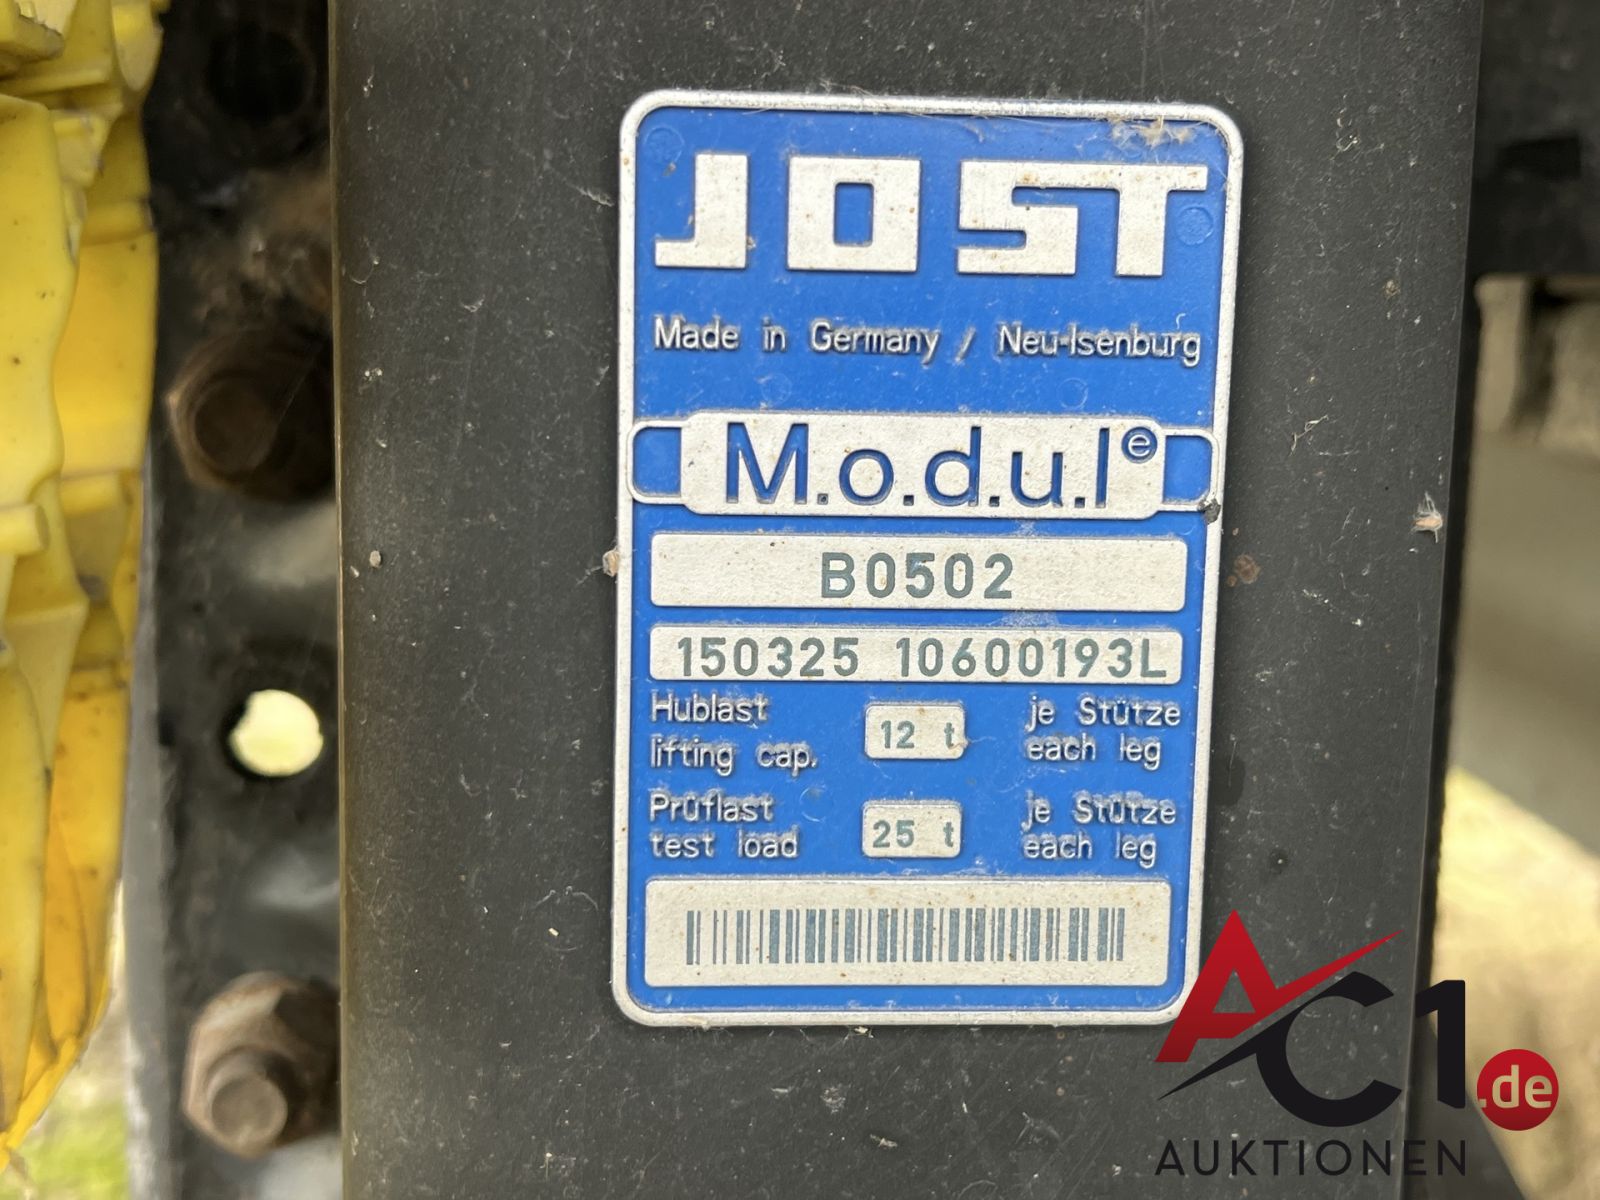 JOST
Made in Germany / Neu-Isenburg
M.o.d.u.l e
B0502
150325 10600193L
Hublast 12 t je Stütze
lifting cap. each leg
Prüflast 25 t je Stütze
test load each leg
AC1.de
AUKTIONEN